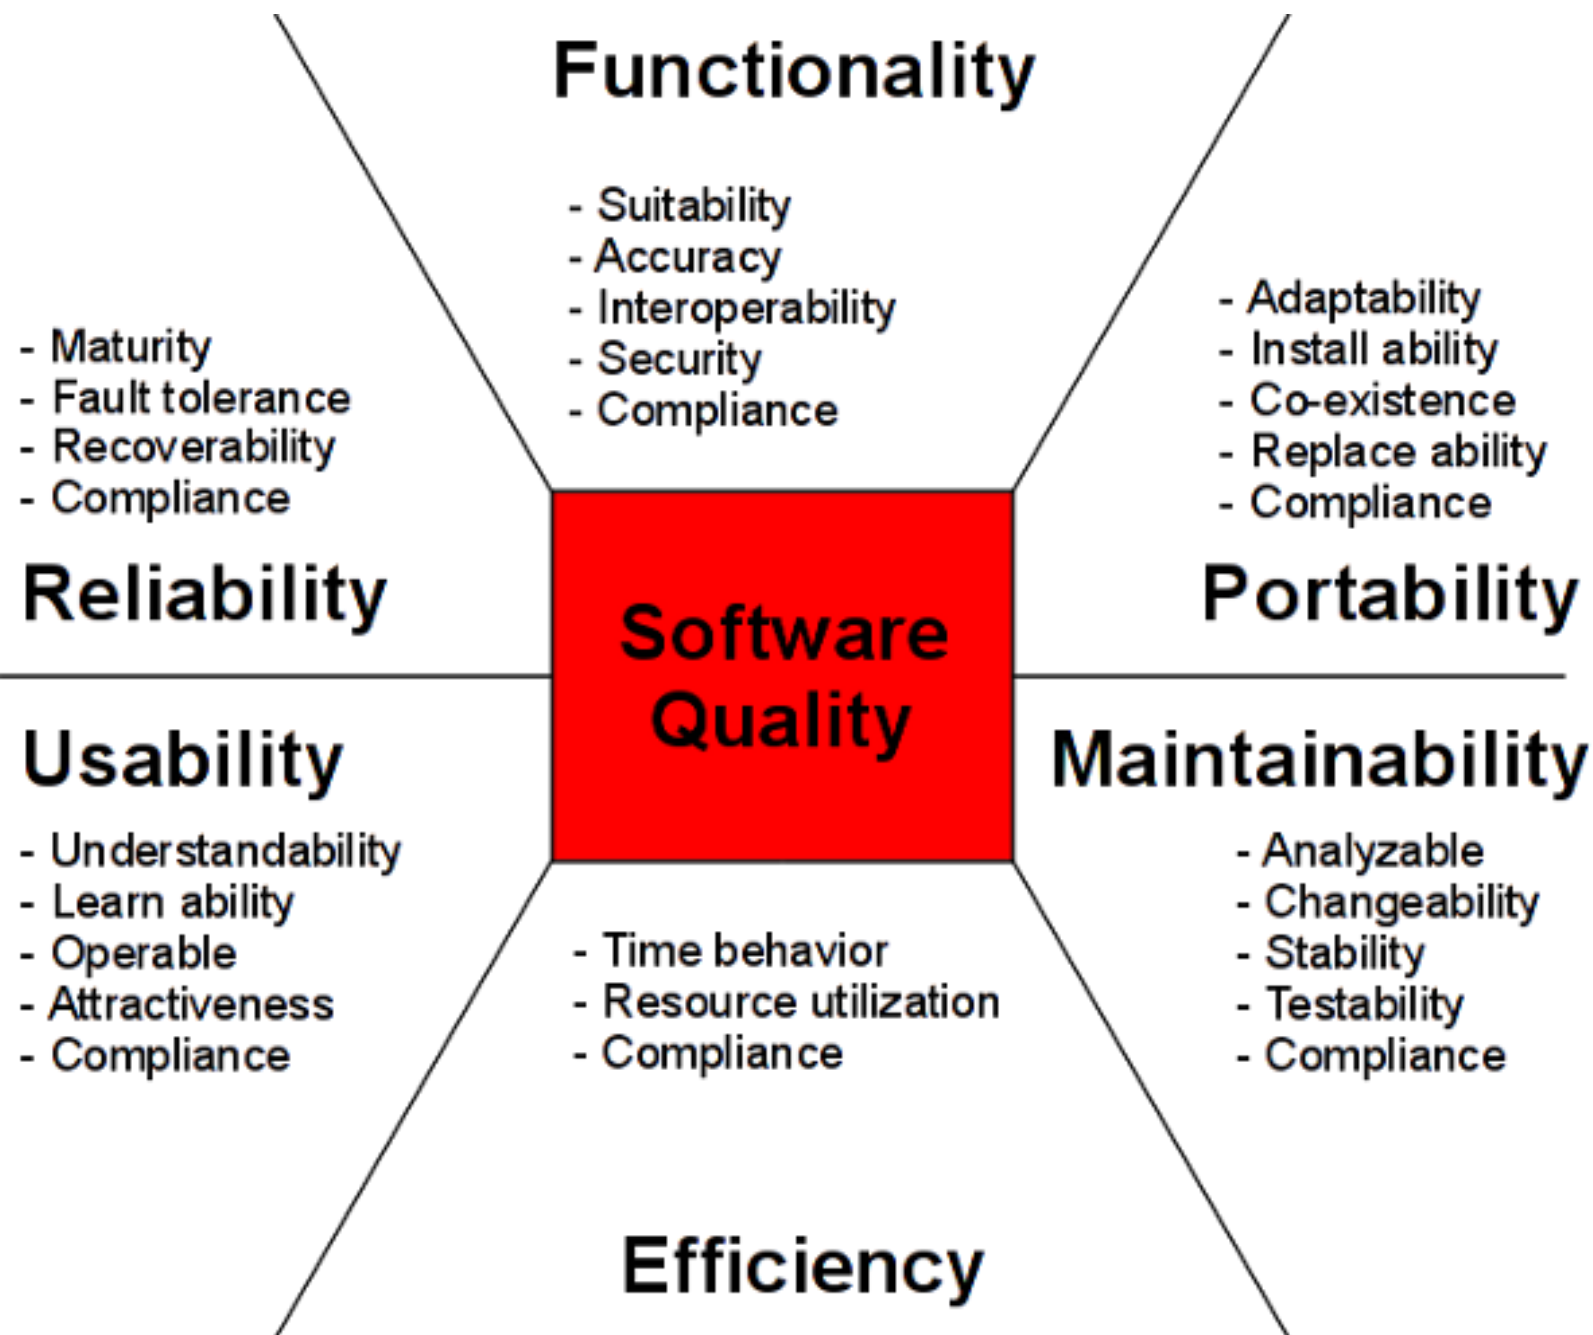 Functionality
- Suitability
- Accuracy
- Interoperability
- Security
- Compliance
- Maturity
- Fault tolerance
- Recoverability
- Compliance
Reliability
- Adaptability
- Install ability
- Co-existence
- Replace ability
- Compliance
Portability
Software
Quality
Usability
- Understandability
- Learn ability
- Operable
- Attractiveness
- Compliance
- Time behavior
- Resource utilization
- Compliance
Efficiency
Maintainability
- Analyzable
- Changeability
- Stability
- Testability
- Compliance